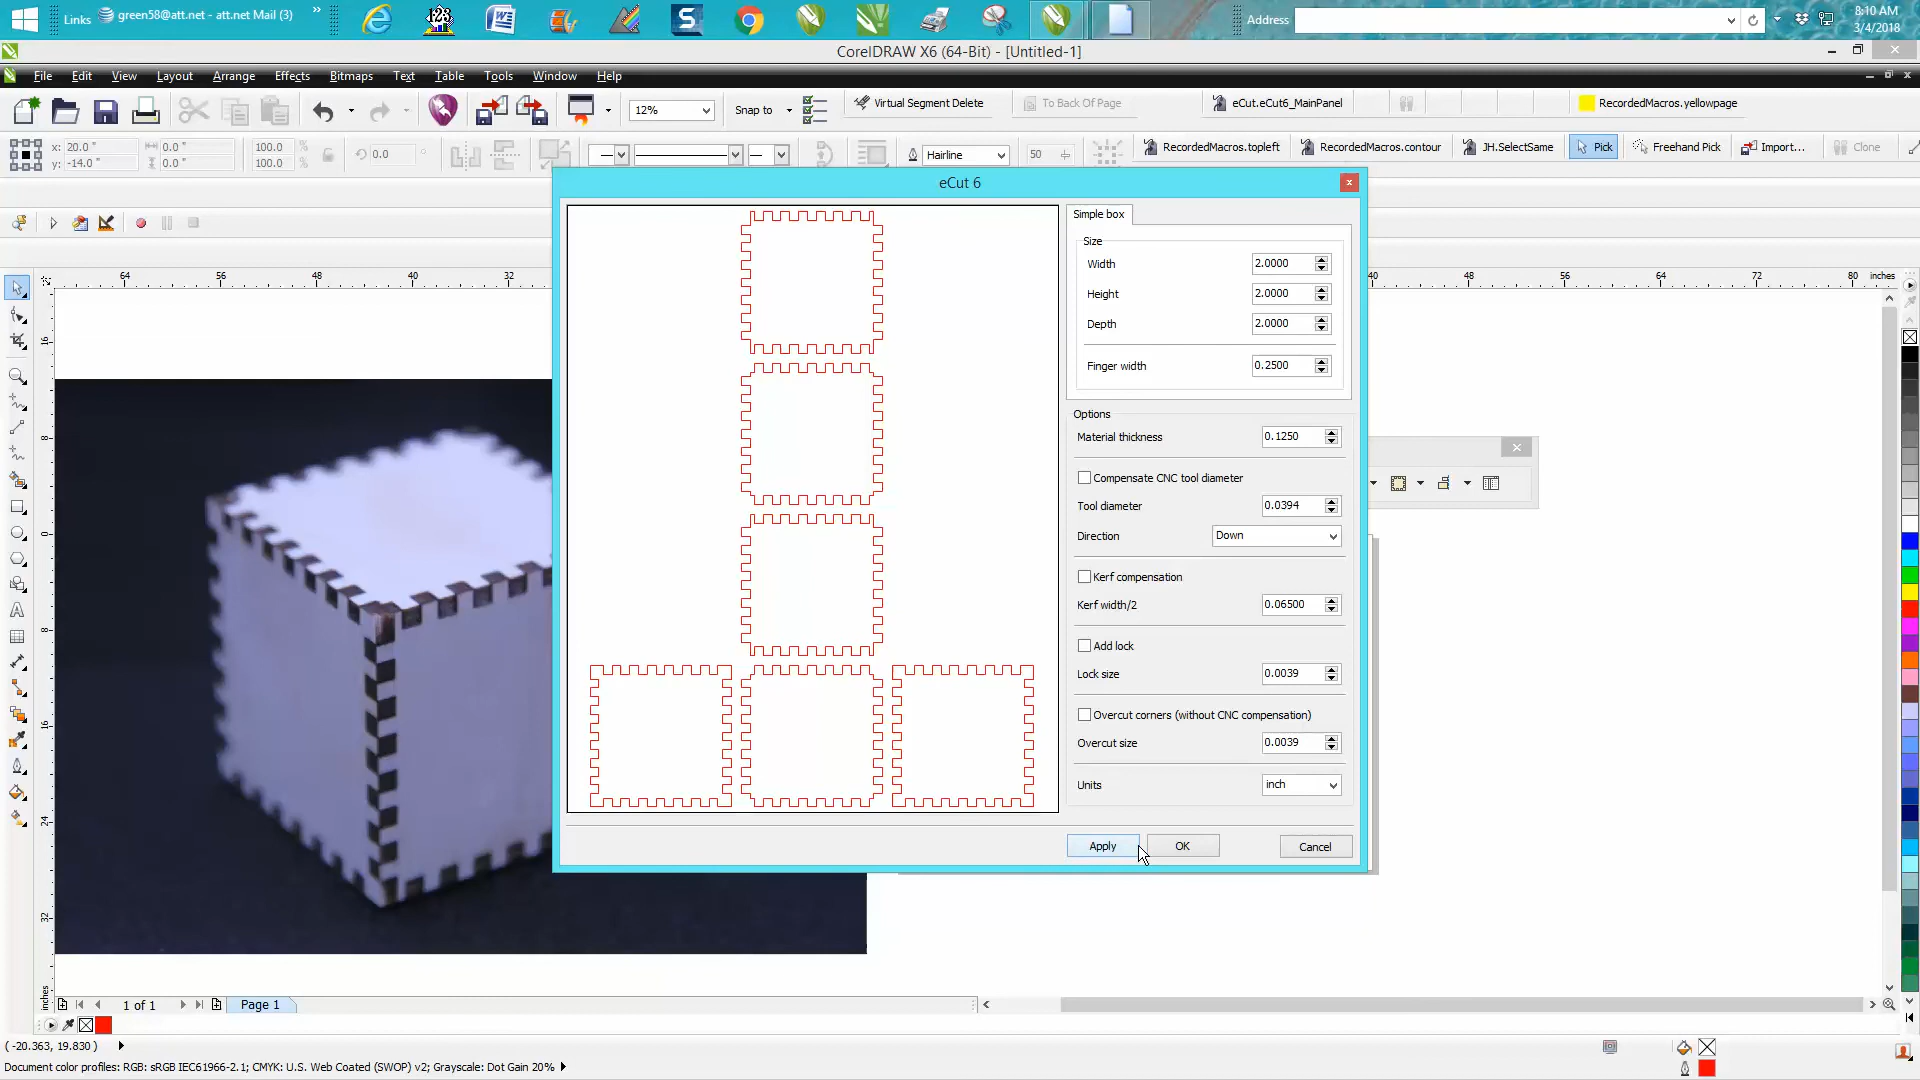 Links green58@att.net - att.net Mail (3) » Address 8:10 AM
3/4/2018
CorelDRAW X6 (64-Bit) - [Untitled-1]
File Edit View Layout Arrange Effects Bitmaps Text Table Tools Window Help
12% Snap to Virtual Segment Delete To Back Of Page eCut.eCut6_MainPanel RecordedMacros.yellowpage
x: 20.0 " 0.0 " 100.0 % 0.0 Hairline 50 RecordedMacros.topleft RecordedMacros.contour JH.SelectSame Pick Freehand Pick Import... Clone
y: -14.0 " 0.0 " 100.0 %
eCut 6
Simple box
Size
Width 2.0000
Height 2.0000
Depth 2.0000
Finger width 0.2500
Options
Material thickness 0.1250
Compensate CNC tool diameter
Tool diameter 0.0394
Direction Down
Kerf compensation
Kerf width/2 0.06500
Add lock
Lock size 0.0039
Overcut corners (without CNC compensation)
Overcut size 0.0039
Units inch
Apply OK Cancel
64 56 48 40 32 40 48 56 64 72 80 inches
16
8
0
8
16
24
32
inches
1 of 1 Page 1
( -20.363, 19.830 )
Document color profiles: RGB: sRGB IEC61966-2.1; CMYK: U.S. Web Coated (SWOP) v2; Grayscale: Dot Gain 20%